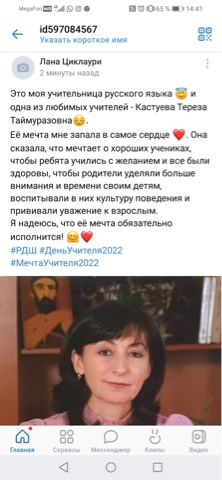 MegaFon 65 % 14:41
id597084567
Указать короткое имя
Лана Циклаури
2 минуты назад
Это моя учительница русского языка 😇 и
одна из любимых учителей - Кастуева Тереза
Таймуразовна☺️.
Её мечта мне запала в самое сердце ❤️. Она
сказала, что мечтает о хороших учениках,
чтобы ребята учились с желанием и все были
здоровы, чтобы родители уделяли больше
внимания и времени своим детям,
воспитывали в них культуру поведения и
прививали уважение к взрослым.
Я надеюсь, что её мечта обязательно
исполнится! 🤗❤️
#РДШ #ДеньУчителя2022
#МечтаУчителя2022
Главная Сервисы Мессенджер Клипы Видео